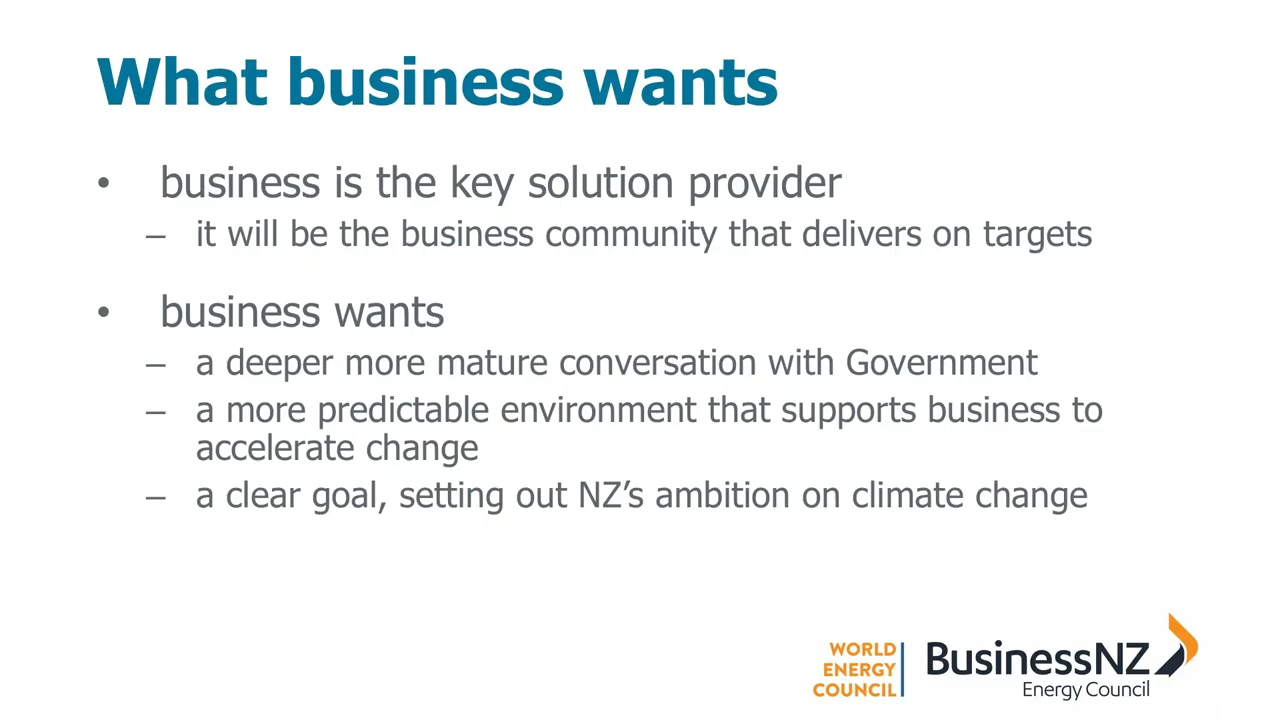 What business wants
• business is the key solution provider
– it will be the business community that delivers on targets
• business wants
– a deeper more mature conversation with Government
– a more predictable environment that supports business to
accelerate change
– a clear goal, setting out NZ’s ambition on climate change
WORLD
ENERGY
COUNCIL
BusinessNZ
Energy Council